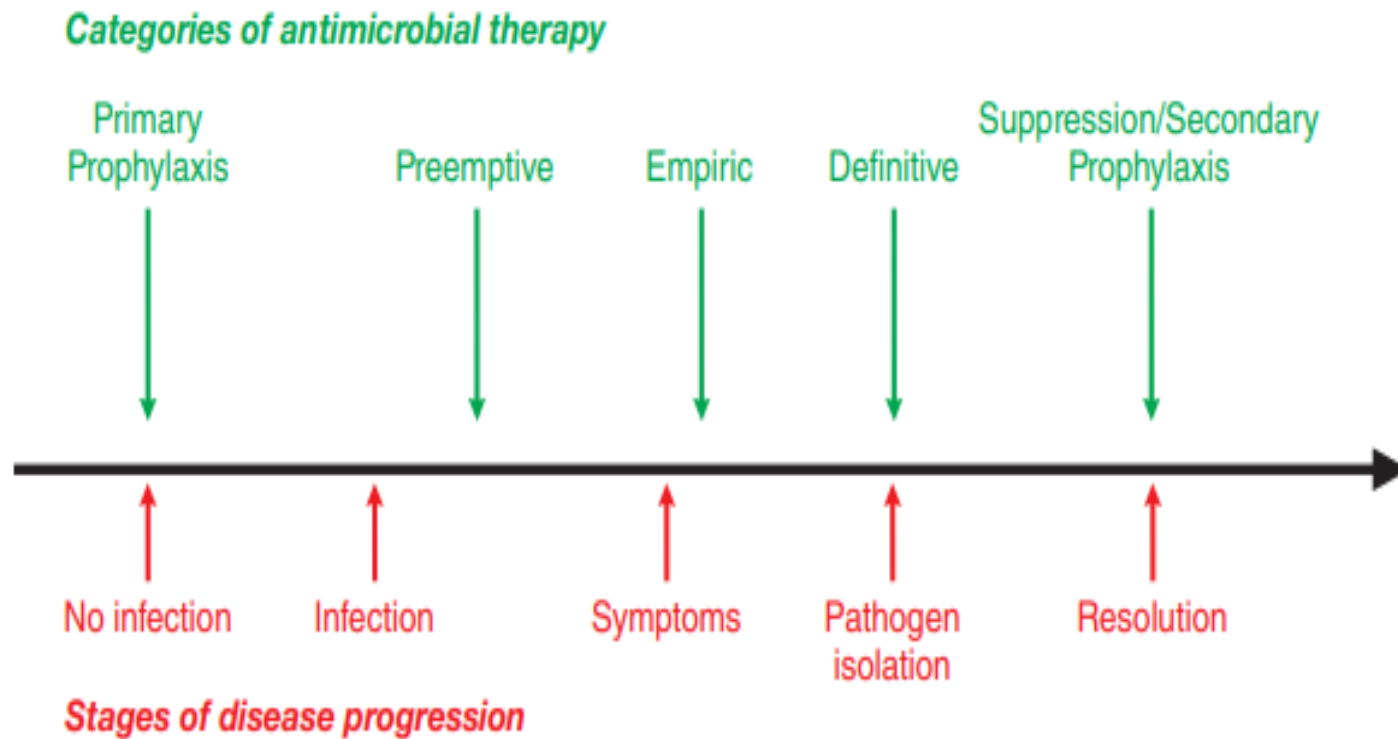 Categories of antimicrobial therapy
Primary
Prophylaxis
Preemptive
Empiric
Definitive
Suppression/Secondary
Prophylaxis
No infection
Infection
Symptoms
Pathogen
isolation
Resolution
Stages of disease progression